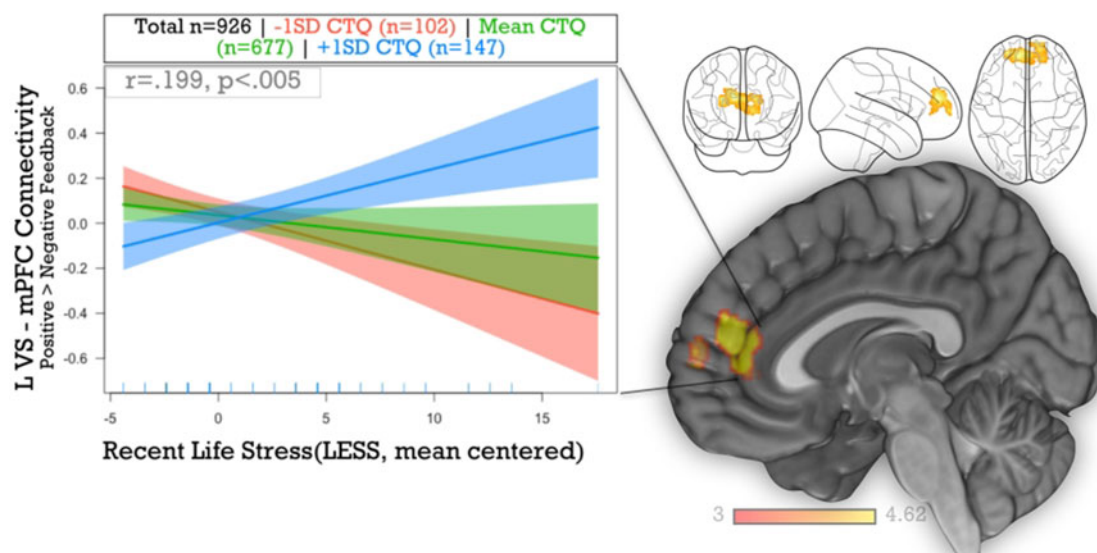 Total n=926 | -1SD CTQ (n=102) | Mean CTQ
(n=677) | +1SD CTQ (n=147)
r=.199, p<.005
L VS - mPFC Connectivity
Positive > Negative Feedback
0.6
0.4
0.2
0.0
-0.2
-0.4
-0.6
-5 0 5 10 15
Recent Life Stress(LESS, mean centered)
3 4.62